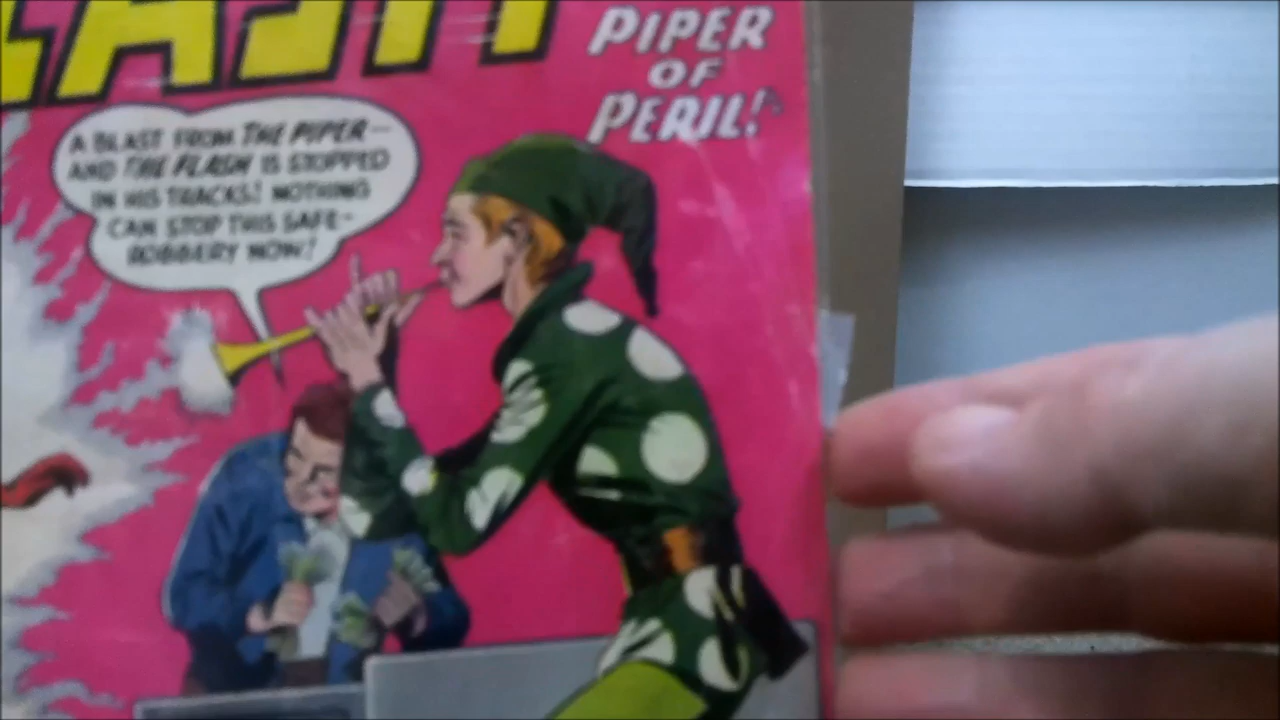 LASH
PIPER
OF
PERIL!
A BLAST FROM THE PIPER—
AND THE FLASH IS STOPPED
IN HIS TRACKS! NOTHING
CAN STOP THIS SAFE-
ROBBERY NOW!